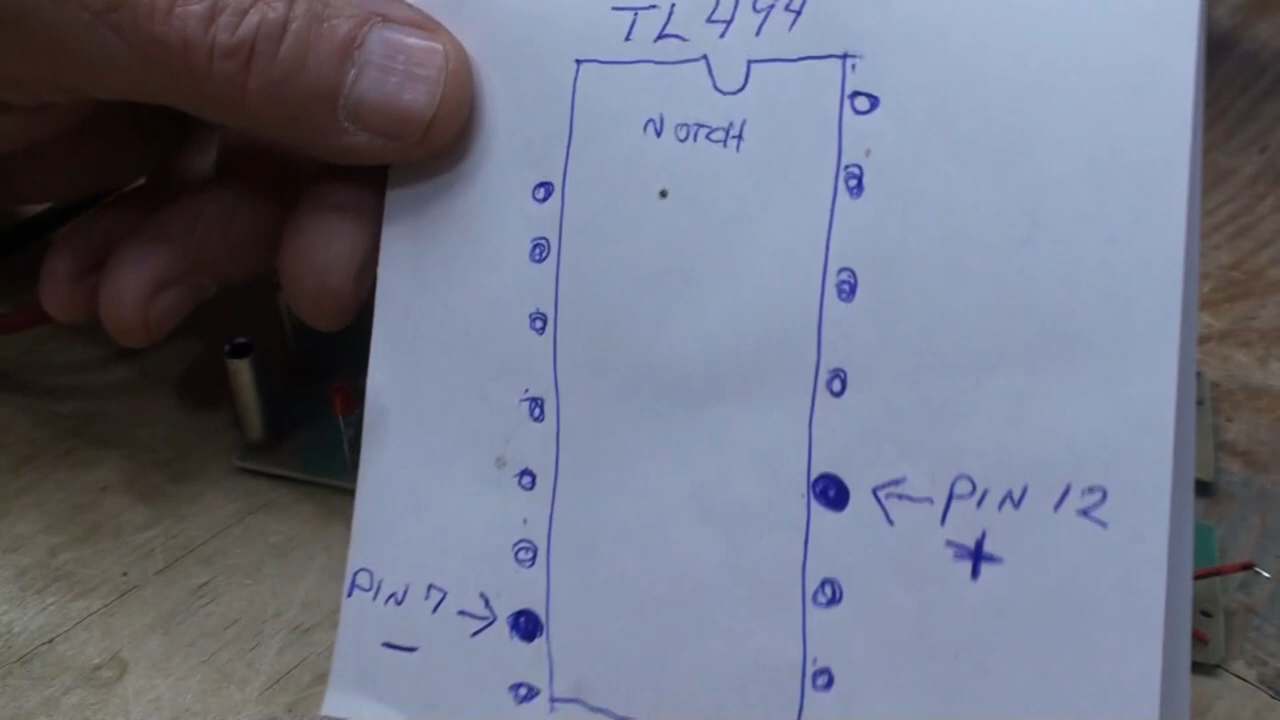 TL494
NOTCH
PIN 12
+
PIN 7
-